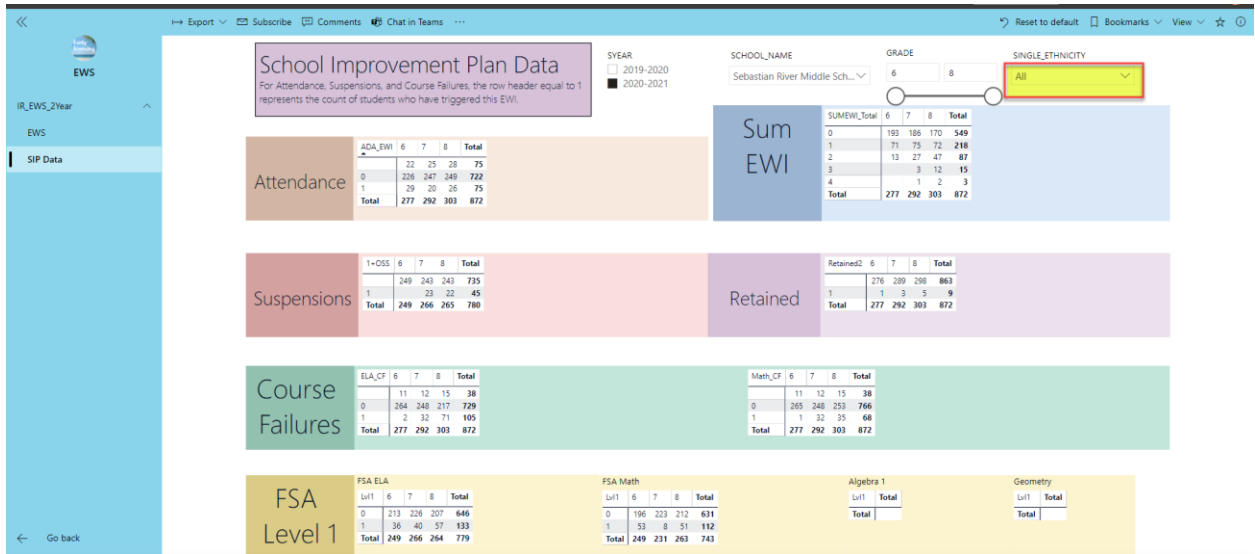 Export Subscribe Comments Chat in Teams ... Reset to default Bookmarks View
EWS
IR_EWS_2Year
EWS
SIP Data
Go back
School Improvement Plan Data
For Attendance, Suspensions, and Course Failures, the row header equal to 1
represents the count of students who have triggered this EWI.
SYEAR
2019-2020
2020-2021
SCHOOL_NAME
Sebastian River Middle Sch...
GRADE
6 8
SINGLE_ETHNICITY
All
Attendance
ADA_EWI 6 7 8 Total
22 25 28 75
0 226 247 249 722
1 29 20 26 75
Total 277 292 303 872
Sum
EWI
SUMEWI_Total 6 7 8 Total
0 193 186 170 549
1 71 75 72 218
2 13 27 47 87
3 3 12 15
4 1 2 3
Total 277 292 303 872
Suspensions
1+OSS 6 7 8 Total
249 243 243 735
1 23 22 45
Total 249 266 265 780
Retained
Retained2 6 7 8 Total
276 289 298 863
1 1 3 5 9
Total 277 292 303 872
Course
Failures
ELA_CF 6 7 8 Total
11 12 15 38
0 264 248 217 729
1 2 32 71 105
Total 277 292 303 872
Math_CF 6 7 8 Total
11 12 15 38
0 265 248 253 766
1 1 32 35 68
Total 277 292 303 872
FSA
Level 1
FSA ELA
Lvl1 6 7 8 Total
0 213 226 207 646
1 36 40 57 133
Total 249 266 264 779
FSA Math
Lvl1 6 7 8 Total
0 196 223 212 631
1 53 8 51 112
Total 249 231 263 743
Algebra 1
Lvl1 Total
Total
Geometry
Lvl1 Total
Total